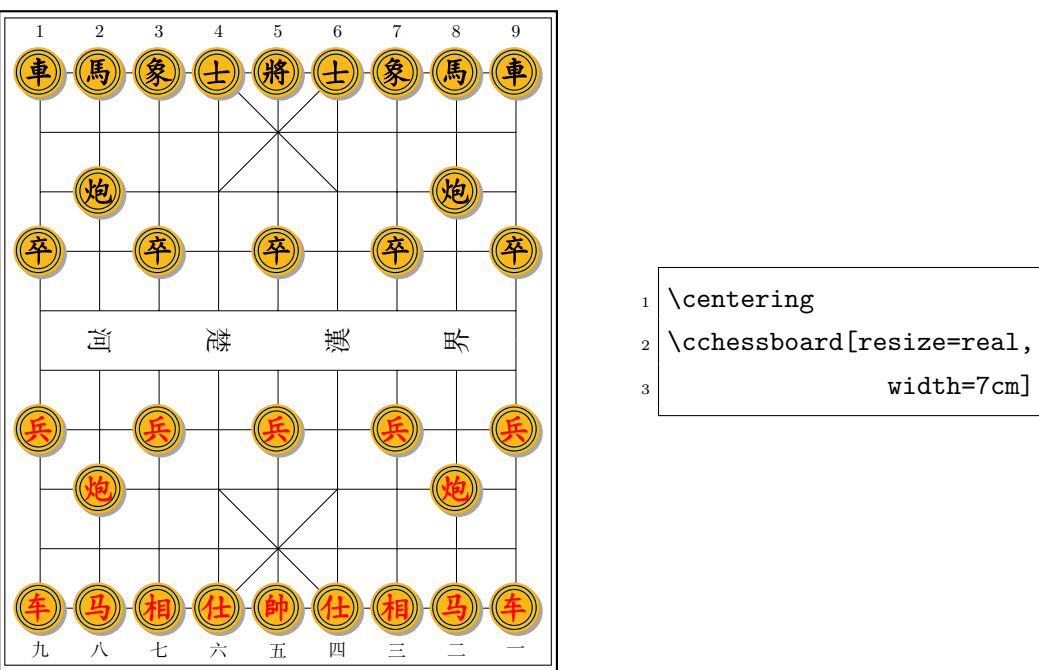 1 2 3 4 5 6 7 8 9
車 馬 象 士 將 士 象 馬 車
炮 炮
卒 卒 卒 卒 卒
河 楚 漢 界
兵 兵 兵 兵 兵
炮 炮
车 马 相 仕 帥 仕 相 马 车
九 八 七 六 五 四 三 二 一
1 \centering
2 \cchessboard[resize=real,
3 width=7cm]